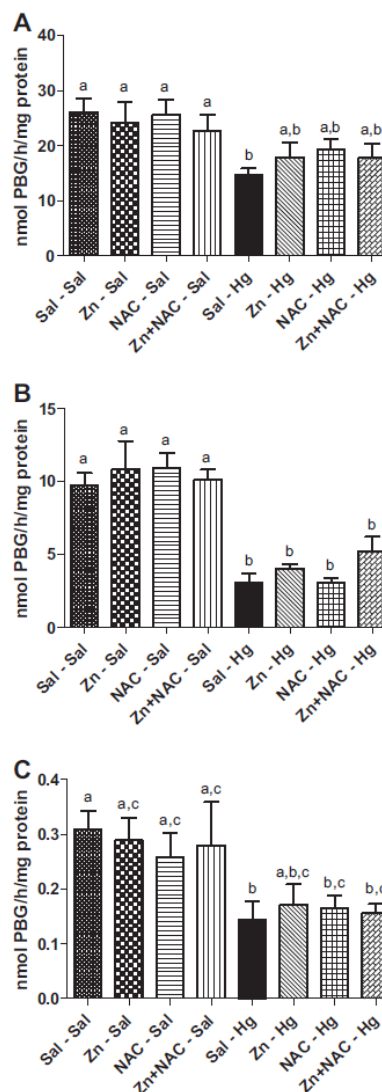 A
nmol PBG/h/mg protein
40
30
20
10
0
a
a
a
a
b
a,b
a,b
a,b
Sal - Sal
Zn - Sal
NAC - Sal
Zn+NAC - Sal
Sal - Hg
Zn - Hg
NAC - Hg
Zn+NAC - Hg
B
nmol PBG/h/mg protein
15
10
5
0
a
a
a
a
b
b
b
b
Sal - Sal
Zn - Sal
NAC - Sal
Zn+NAC - Sal
Sal - Hg
Zn - Hg
NAC - Hg
Zn+NAC - Hg
C
nmol PBG/h/mg protein
0.4
0.3
0.2
0.1
0.0
a
a,c
a,c
a,c
b
a,b,c
b,c
b,c
Sal - Sal
Zn - Sal
NAC - Sal
Zn+NAC - Sal
Sal - Hg
Zn - Hg
NAC - Hg
Zn+NAC - Hg